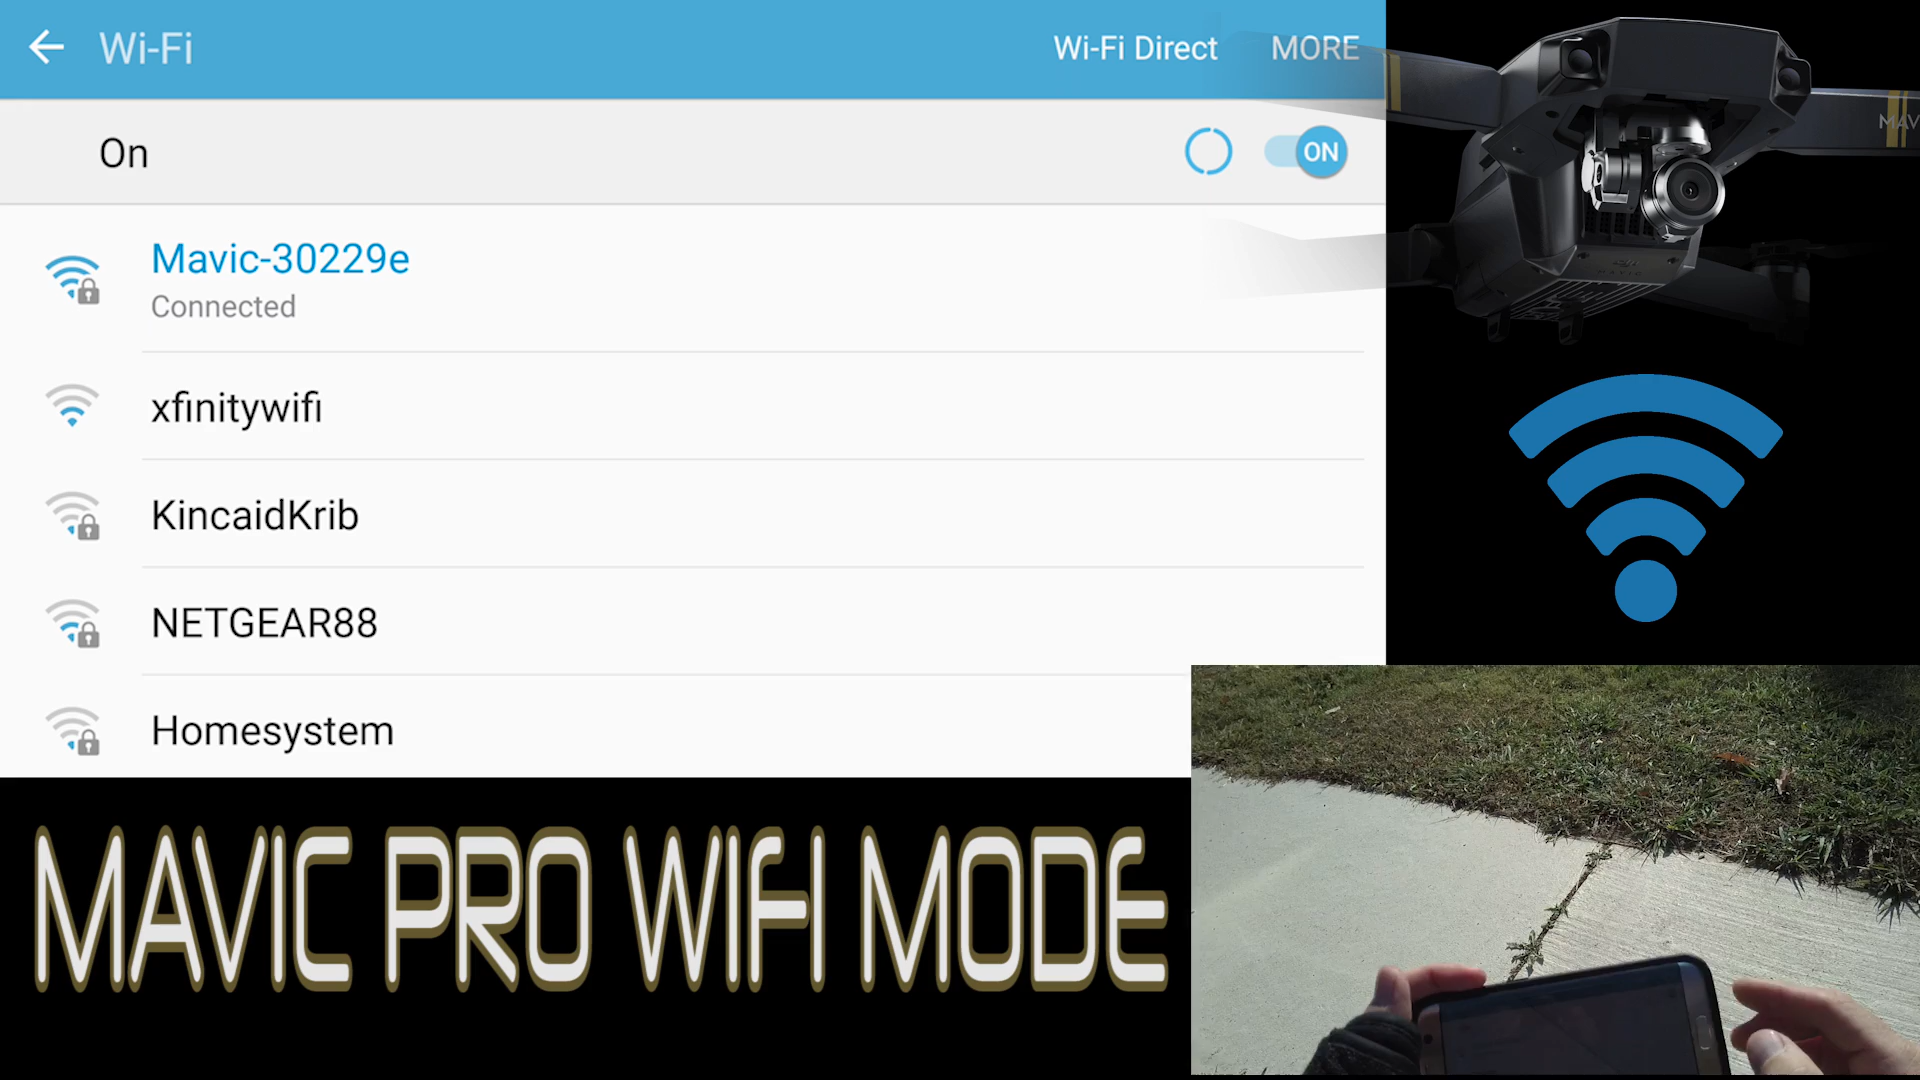 Wi-Fi
Wi-Fi Direct
MORE
On
ON
Mavic-30229e
Connected
xfinitywifi
KincaidKrib
NETGEAR88
Homesystem
MAVIC PRO WIFI MODE
MAV